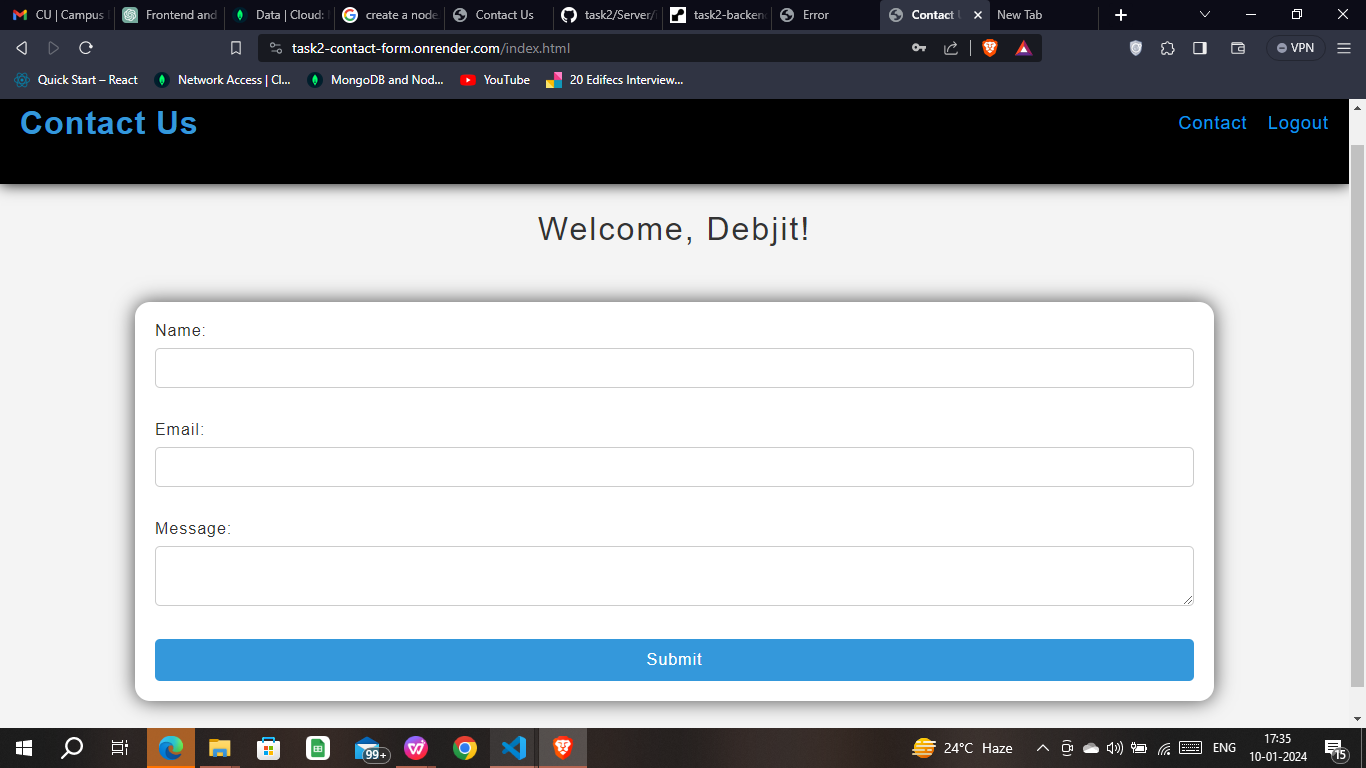 CU | Campus
Frontend and
Data | Cloud:
create a node
Contact Us
task2/Server/
task2-backen
Error
Contact
New Tab
task2-contact-form.onrender.com/index.html
VPN
Quick Start – React
Network Access | Cl...
MongoDB and Nod...
YouTube
20 Edifecs Interview...
Contact Us
Contact
Logout
Welcome, Debjit!
Name:
Email:
Message:
Submit
99+
24°C Haze
ENG
17:35
10-01-2024
15